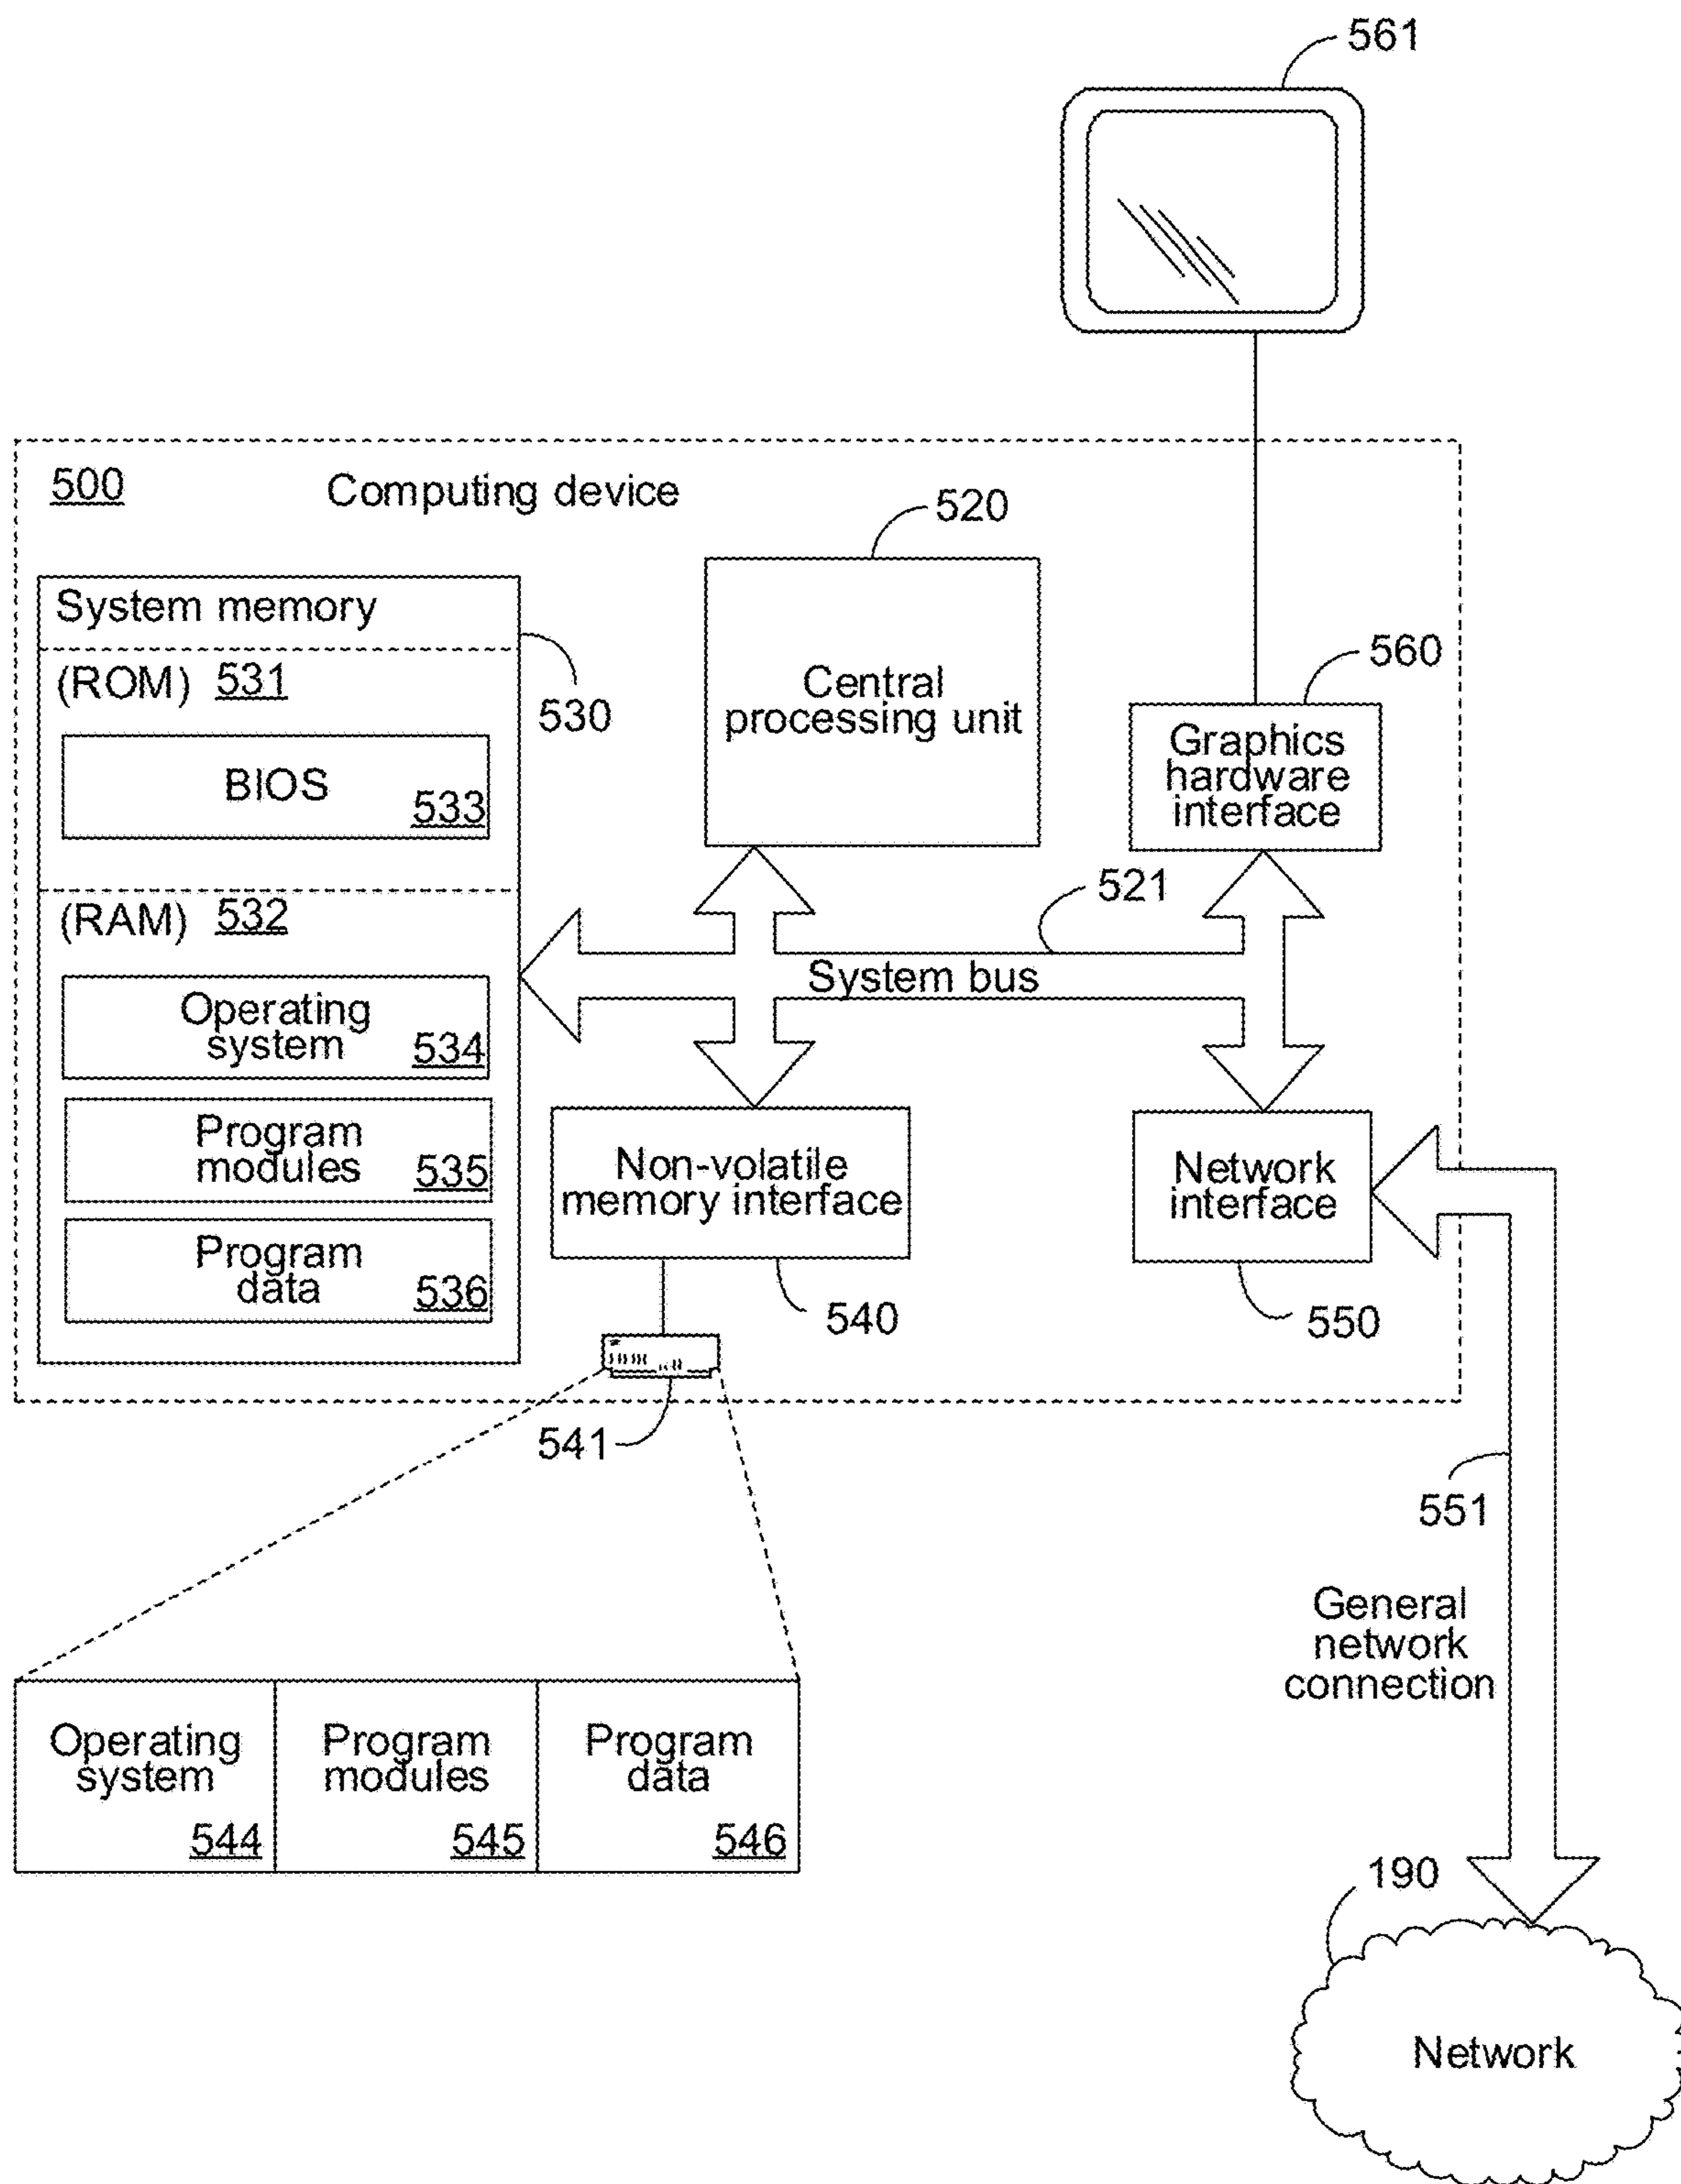 561
500
Computing device
520
System memory
(ROM) 531
530
BIOS
533
Central
processing unit
560
Graphics
hardware
interface
521
(RAM) 532
System bus
Operating
system
534
Program
modules
535
Program
data
536
Non-volatile
memory interface
540
Network
interface
550
541
551
General
network
connection
Operating
system
544
Program
modules
545
Program
data
546
190
Network